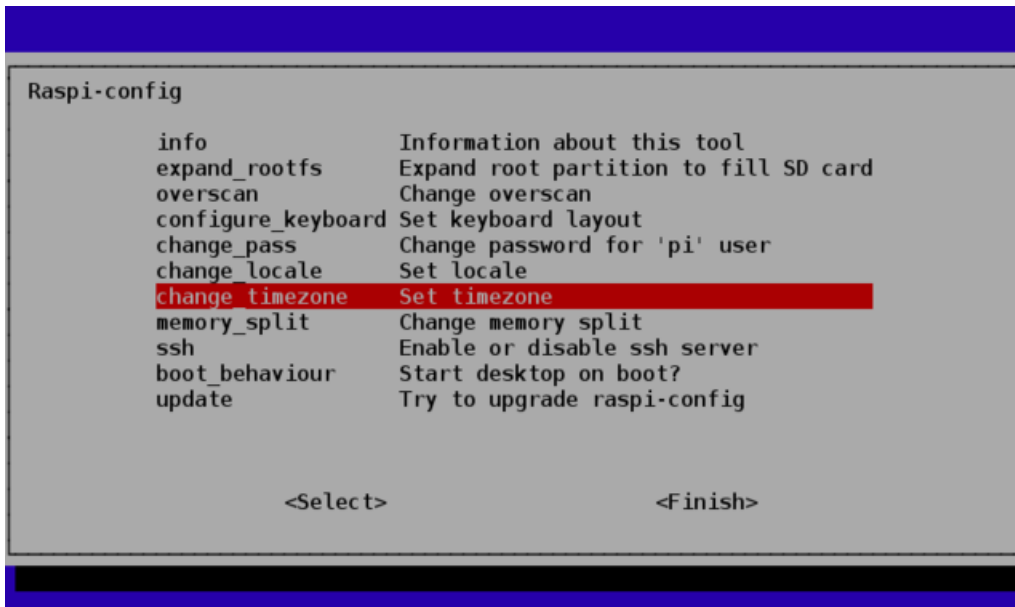 Raspi-config
info Information about this tool
expand_rootfs Expand root partition to fill SD card
overscan Change overscan
configure_keyboard Set keyboard layout
change_pass Change password for 'pi' user
change_locale Set locale
change_timezone Set timezone
memory_split Change memory split
ssh Enable or disable ssh server
boot_behaviour Start desktop on boot?
update Try to upgrade raspi-config
<Select> <Finish>